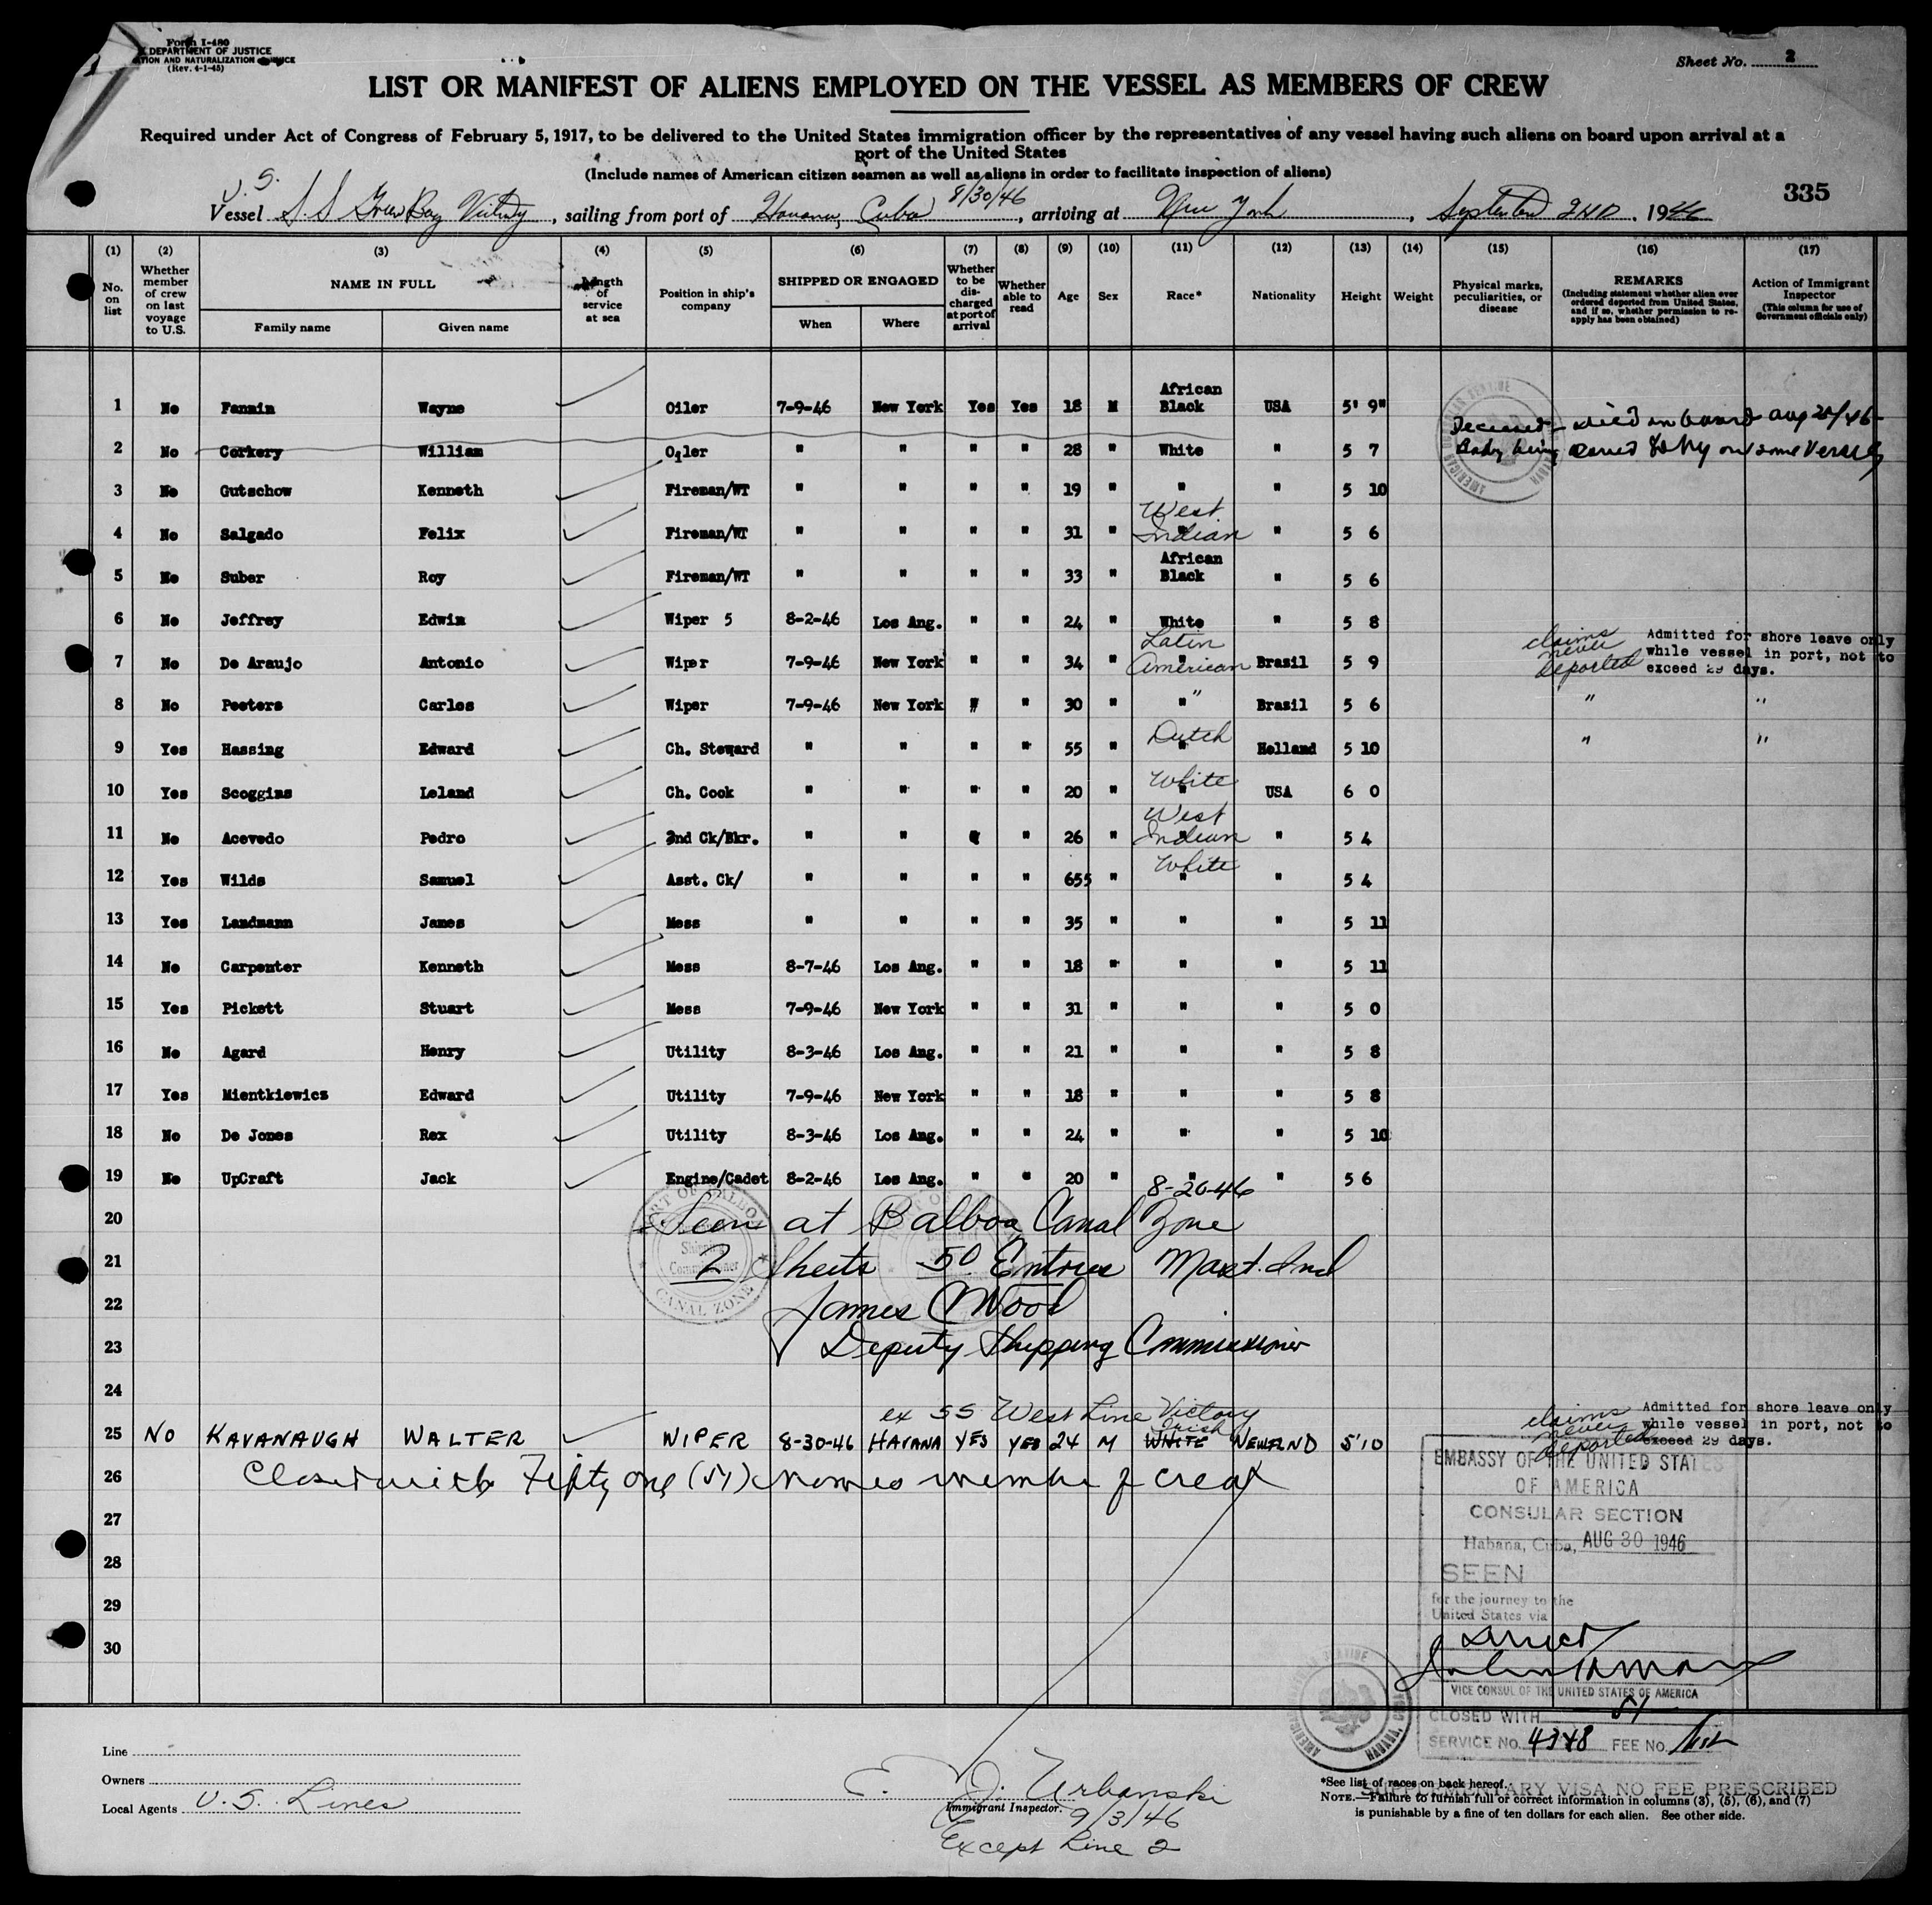 Form I-480
DEPARTMENT OF JUSTICE
TION AND NATURALIZATION SERVICE
(Rev. 4-1-45)
Sheet No. 2
LIST OR MANIFEST OF ALIENS EMPLOYED ON THE VESSEL AS MEMBERS OF CREW
Required under Act of Congress of February 5, 1917, to be delivered to the United States immigration officer by the representatives of any vessel having such aliens on board upon arrival at a
port of the United States
(Include names of American citizen seamen as well as aliens in order to facilitate inspection of aliens)
335
U.S.
8/30/46
Vessel S.S Bay Victory, sailing from port of Havana, Cuba, arriving at New York, September 2ND, 1946
(1) (2) (3) (4) (5) (6) (7) (8) (9) (10) (11) (12) (13) (14) (15) (16) (17)
No. on list
Whether member of crew on last voyage to U.S.
NAME IN FULL
Family name
Given name
Length of service at sea
Position in ship's company
SHIPPED OR ENGAGED
When
Where
Whether to be discharged at port of arrival
Whether able to read
Age
Sex
Race*
Nationality
Height
Weight
Physical marks, peculiarities, or disease
REMARKS
(Including statement whether alien ever ordered deported from United States, and if so, whether permission to re-apply has been obtained)
Action of Immigrant Inspector
(This column for use of Government officials only)
1 No Fannin Wayne Oiler 7-9-46 New York Yes Yes 18 M African Black USA 5' 9"
2 No Corkery William Oiler " " " " 28 " White " 5 7 Deceased - died on board Aug 25/46 - Body being carried to NY on same vessel
3 No Gutschow Kenneth Fireman/WT " " " " 19 " " " 5 10
4 No Salgado Felix Fireman/WT " " " " 31 " West Indian " 5 6
5 No Suber Roy Fireman/WT " " " " 33 " African Black " 5 6
6 No Jeffrey Edwin Wiper 5 8-2-46 Los Ang. " " 24 " White " 5 8
7 No De Araujo Antonio Wiper 7-9-46 New York " " 34 " Latin American Brasil 5 9 claims never deported Admitted for shore leave only while vessel in port, not to exceed 29 days.
8 No Peeters Carlos Wiper 7-9-46 New York " " 30 " " Brasil 5 6 " "
9 Yes Hassing Edward Ch. Steward " " " " 55 " Dutch Holland 5 10 " "
10 Yes Scoggins Leland Ch. Cook " " " " 20 " White USA 6 0
11 No Acevedo Pedro 2nd Ck/Bkr. " " " " 26 " West Indian " 5 4
12 Yes Wilds Samuel Asst. Ck/ " " " " 655 " White " 5 4
13 Yes Landmann James Mess " " " " 35 " " " 5 11
14 No Carpenter Kenneth Mess 8-7-46 Los Ang. " " 18 " " " 5 11
15 Yes Pickett Stuart Mess 7-9-46 New York " " 31 " " " 5 0
16 No Agard Henry Utility 8-3-46 Los Ang. " " 21 " " " 5 8
17 Yes Mientkiewicz Edward Utility 7-9-46 New York " " 18 " " " 5 8
18 No De Jones Rex Utility 8-3-46 Los Ang. " " 24 " " " 5 10
19 No UpCraft Jack Engine/Cadet 8-2-46 Los Ang. " " 20 " " " 5 6
8-20-46
20 Seen at Balboa Canal Zone
21 2 Sheets 50 Entries Mast. Incl
22 James C Wood
23 Deputy Shipping Commissioner
PORT OF BALBOA
Shipping
Commissioner
CANAL ZONE
24
ex SS West Line Victory
25 NO KAVANAUGH WALTER WIPER 8-30-46 HAVANA YES YES 24 M WHITE Irish NEWFLND 5'10 claims never deported Admitted for shore leave only while vessel in port, not to exceed 29 days.
26 Closed with Fifty one (51) names member of crew
27
28
29
30
EMBASSY OF THE UNITED STATES
OF AMERICA
CONSULAR SECTION
Habana, Cuba, AUG 30 1946
SEEN
for the journey to the
United States via
Direct
VICE CONSUL OF THE UNITED STATES OF AMERICA
CLOSED WITH 51
SERVICE NO. 4348 FEE NO.
SUPPLEMENTARY VISA NO FEE PRESCRIBED
Line
Owners
Local Agents U.S. Lines
E. J. Urbanski
Immigrant Inspector.
9/3/46
Except Line 2
*See list of races on back hereof.
NOTE.—Failure to furnish full or correct information in columns (3), (5), (6), and (7)
is punishable by a fine of ten dollars for each alien. See other side.